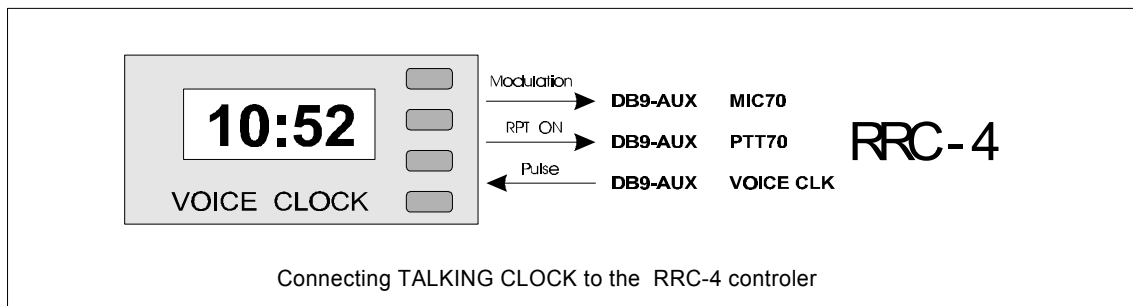 Modulation
DB9-AUX MIC70
10:52
RPT ON
DB9-AUX PTT70
RRC-4
Pulse
DB9-AUX VOICE CLK
VOICE CLOCK
Connecting TALKING CLOCK to the RRC-4 controler